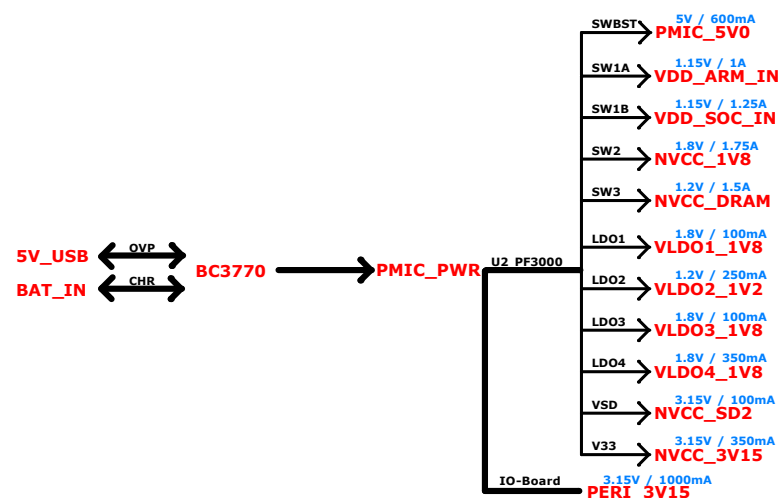 5V / 600mA
SWBST
PMIC_5V0
1.15V / 1A
SW1A
VDD_ARM_IN
1.15V / 1.25A
SW1B
VDD_SOC_IN
1.8V / 1.75A
SW2
NVCC_1V8
1.2V / 1.5A
SW3
NVCC_DRAM
1.8V / 100mA
LDO1
VLDO1_1V8
5V_USB
OVP
BAT_IN
CHR
BC3770
PMIC_PWR
U2 PF3000
1.2V / 250mA
LDO2
VLDO2_1V2
1.8V / 100mA
LDO3
VLDO3_1V8
1.8V / 350mA
LDO4
VLDO4_1V8
3.15V / 100mA
VSD
NVCC_SD2
3.15V / 350mA
V33
NVCC_3V15
3.15V / 1000mA
IO-Board
PERI_3V15